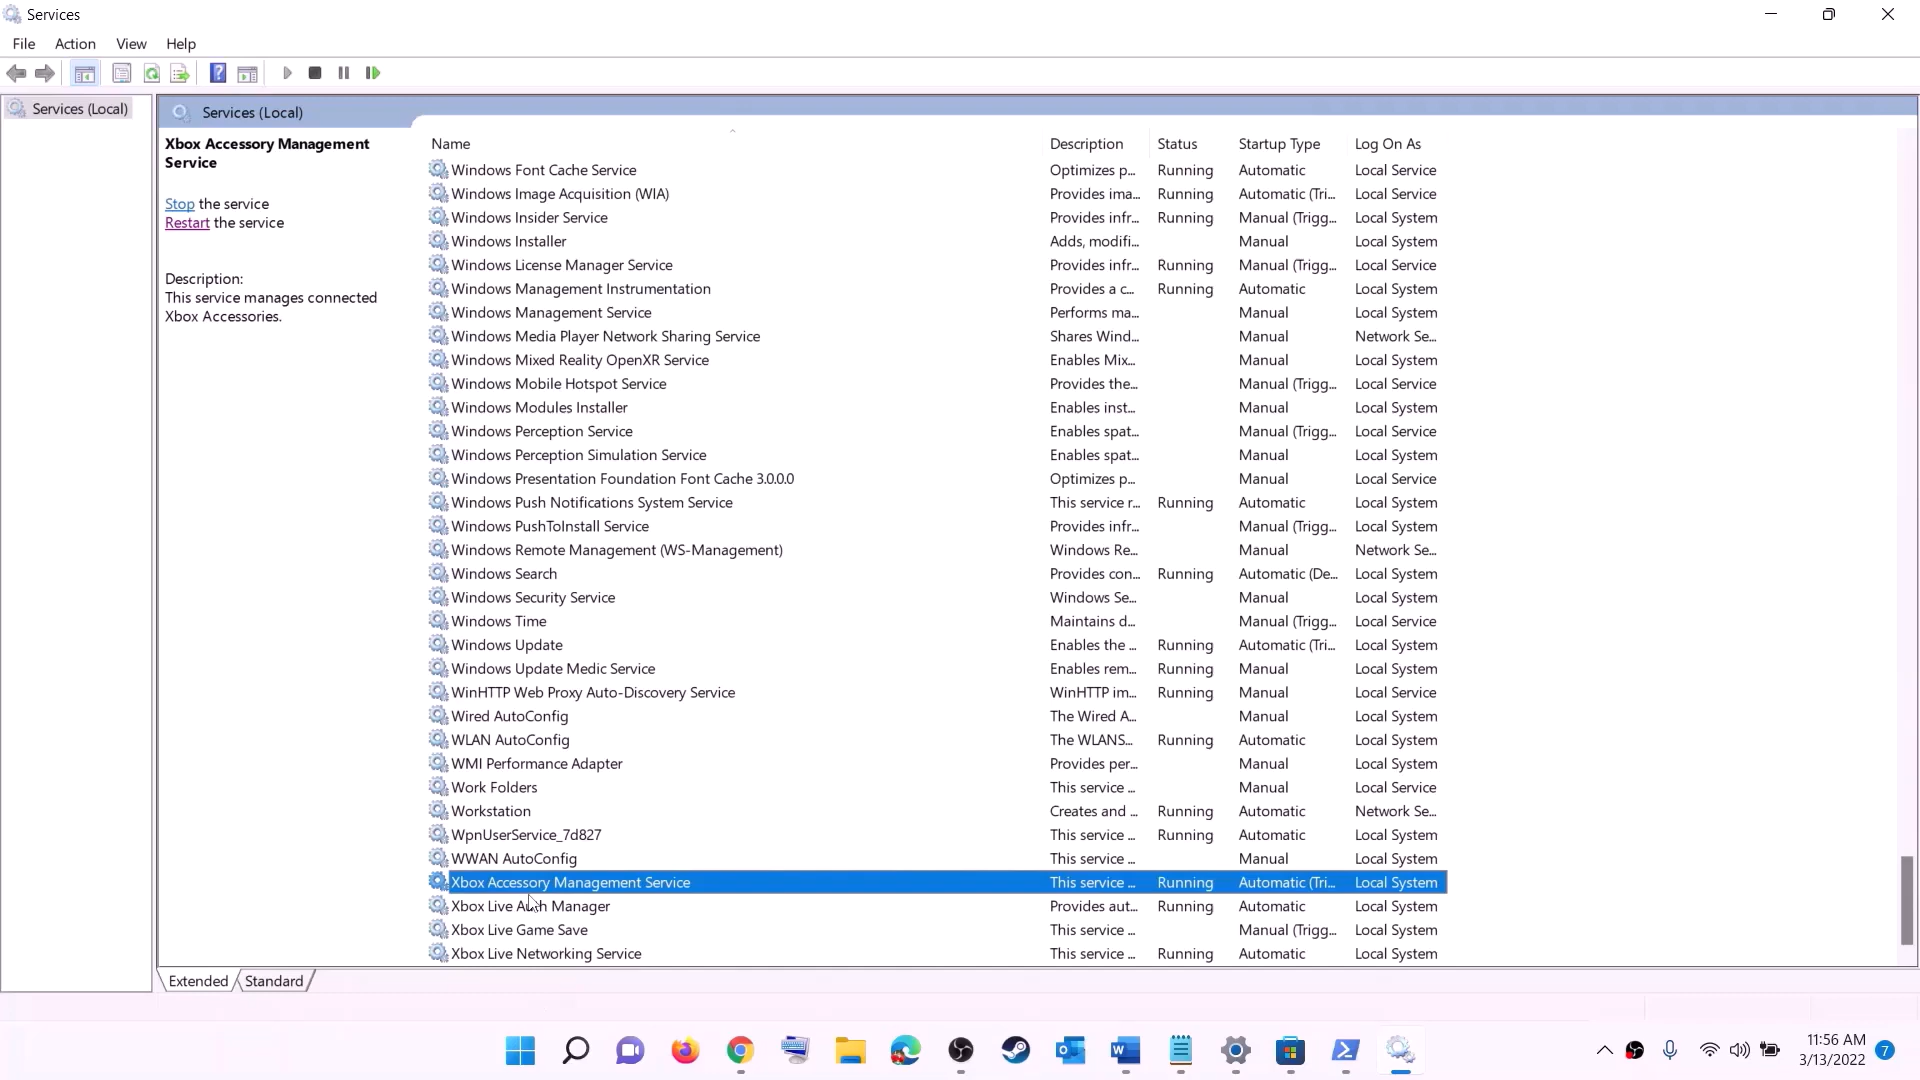 Services
File Action View Help
Services (Local)
Services (Local)
Xbox Accessory Management
Service
Stop the service
Restart the service
Description:
This service manages connected
Xbox Accessories.
Name Description Status Startup Type Log On As
Windows Font Cache Service Optimizes p... Running Automatic Local Service
Windows Image Acquisition (WIA) Provides ima... Running Automatic (Tri... Local Service
Windows Insider Service Provides infr... Running Manual (Trigg... Local System
Windows Installer Adds, modifi... Manual Local System
Windows License Manager Service Provides infr... Running Manual (Trigg... Local Service
Windows Management Instrumentation Provides a c... Running Automatic Local System
Windows Management Service Performs ma... Manual Local System
Windows Media Player Network Sharing Service Shares Wind... Manual Network Se...
Windows Mixed Reality OpenXR Service Enables Mix... Manual Local System
Windows Mobile Hotspot Service Provides the... Manual (Trigg... Local Service
Windows Modules Installer Enables inst... Manual Local System
Windows Perception Service Enables spat... Manual (Trigg... Local Service
Windows Perception Simulation Service Enables spat... Manual Local System
Windows Presentation Foundation Font Cache 3.0.0.0 Optimizes p... Manual Local Service
Windows Push Notifications System Service This service r... Running Automatic Local System
Windows PushToInstall Service Provides infr... Manual (Trigg... Local System
Windows Remote Management (WS-Management) Windows Re... Manual Network Se...
Windows Search Provides con... Running Automatic (De... Local System
Windows Security Service Windows Se... Manual Local System
Windows Time Maintains d... Manual (Trigg... Local Service
Windows Update Enables the ... Running Automatic (Tri... Local System
Windows Update Medic Service Enables rem... Running Manual Local System
WinHTTP Web Proxy Auto-Discovery Service WinHTTP im... Running Manual Local Service
Wired AutoConfig The Wired A... Manual Local System
WLAN AutoConfig The WLANS... Running Automatic Local System
WMI Performance Adapter Provides per... Manual Local System
Work Folders This service ... Manual Local Service
Workstation Creates and ... Running Automatic Network Se...
WpnUserService_7d827 This service ... Running Automatic Local System
WWAN AutoConfig This service ... Manual Local System
Xbox Accessory Management Service This service ... Running Automatic (Tri... Local System
Xbox Live Auth Manager Provides aut... Running Automatic Local System
Xbox Live Game Save This service ... Manual (Trigg... Local System
Xbox Live Networking Service This service ... Running Automatic Local System
Extended Standard
11:56 AM
3/13/2022
7